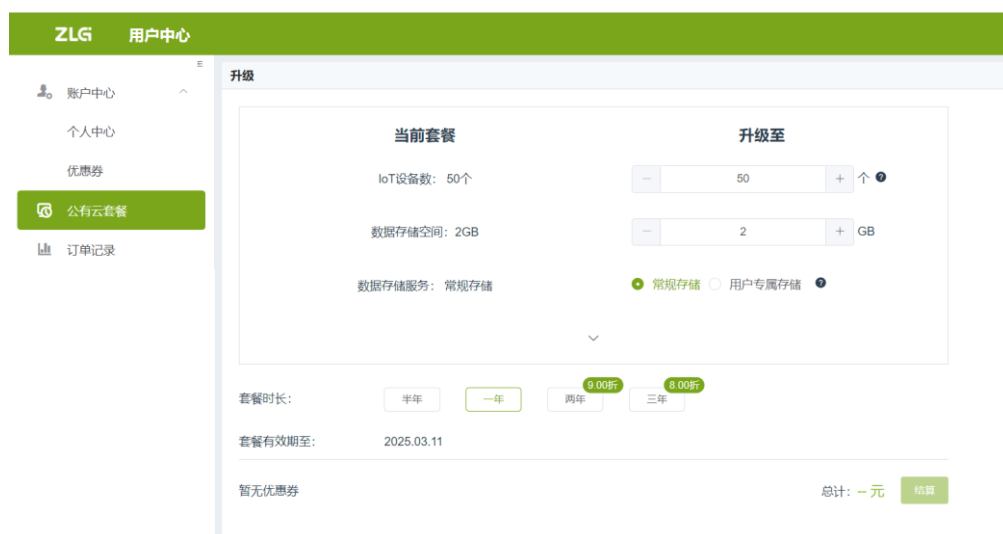 ZLG 用户中心
账户中心
个人中心
优惠券
公有云套餐
订单记录
升级
当前套餐 升级至
IoT设备数: 50个 － 50 + 个
数据存储空间: 2GB － 2 + GB
数据存储服务: 常规存储 常规存储 用户专属存储
9.00折 8.00折
套餐时长: 半年 一年 两年 三年
套餐有效期至: 2025.03.11
暂无优惠券 总计: -- 元 结算